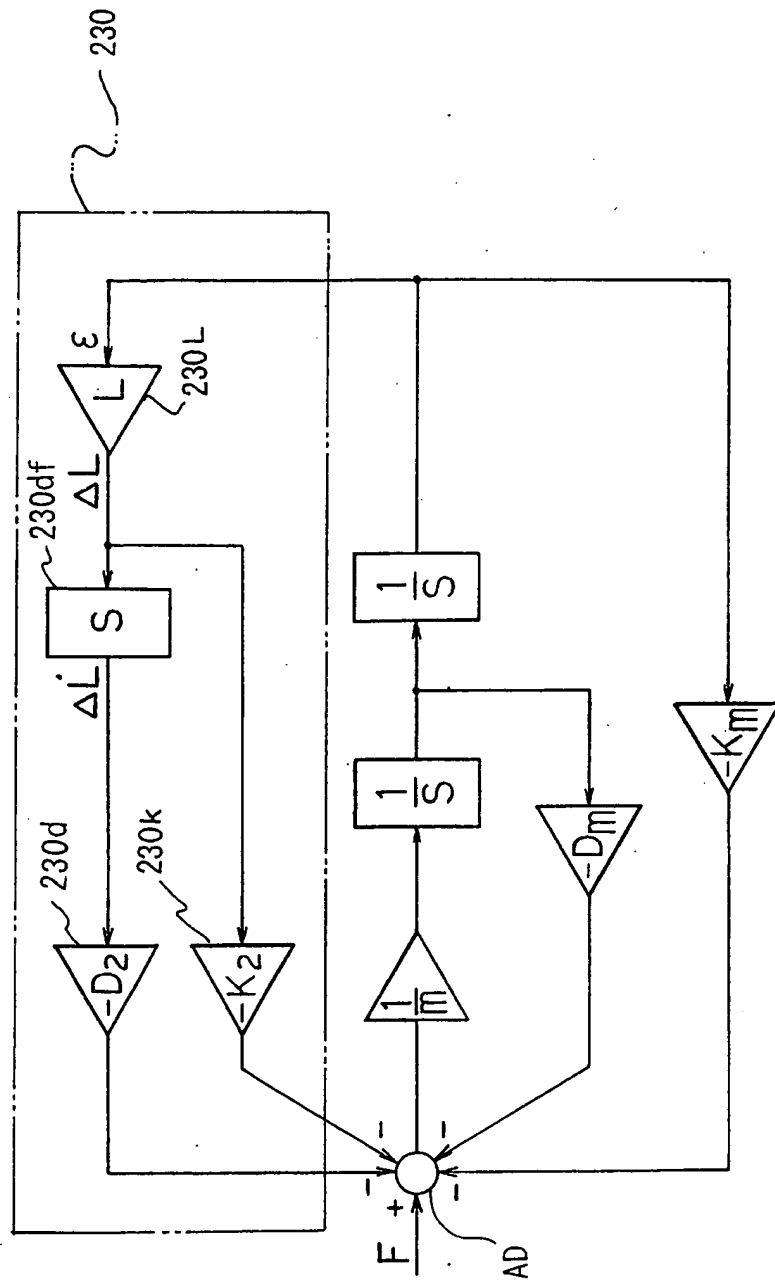 230
ε
L
230L
ΔL
230df
S
ΔL̇
230d
-D2
230k
-K2
1/S
1/S
1/m
-Dm
-Km
F
+
-
-
-
-
AD